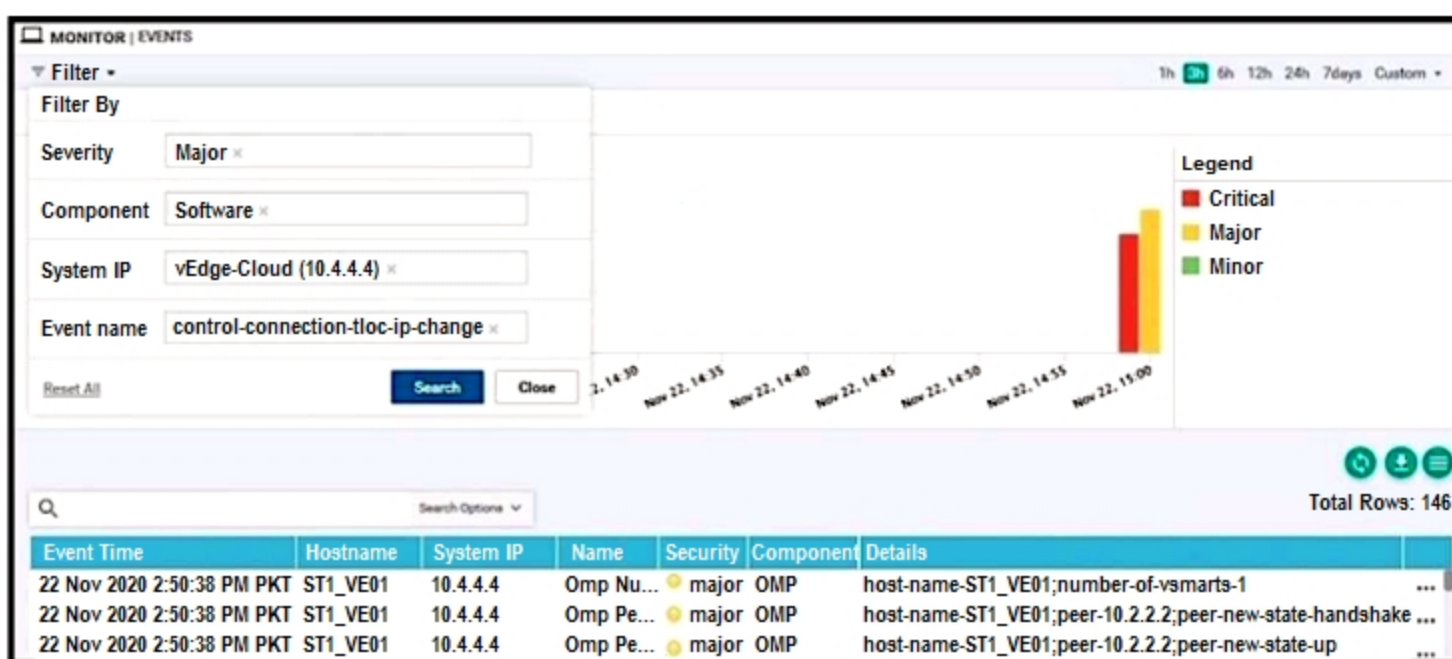 MONITOR | EVENTS
Filter
1h 3h 6h 12h 24h 7days Custom
Filter By
Severity Major ×
Component Software ×
System IP vEdge-Cloud (10.4.4.4) ×
Event name control-connection-tloc-ip-change ×
Reset All Search Close
Legend
Critical
Major
Minor
2, 14:30 Nov 22, 14:35 Nov 22, 14:40 Nov 22, 14:45 Nov 22, 14:50 Nov 22, 14:55 Nov 22, 15:00
Search Options
Total Rows: 146
Event Time Hostname System IP Name Security Component Details
22 Nov 2020 2:50:38 PM PKT ST1_VE01 10.4.4.4 Omp Nu... major OMP host-name-ST1_VE01;number-of-vsmarts-1 ...
22 Nov 2020 2:50:38 PM PKT ST1_VE01 10.4.4.4 Omp Pe... major OMP host-name-ST1_VE01;peer-10.2.2.2;peer-new-state-handshake ...
22 Nov 2020 2:50:38 PM PKT ST1_VE01 10.4.4.4 Omp Pe... major OMP host-name-ST1_VE01;peer-10.2.2.2;peer-new-state-up ...